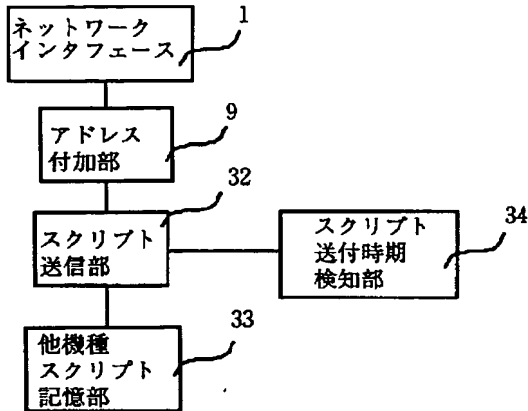 ネットワーク
インタフェース
1
アドレス
付加部
9
スクリプト
送信部
32
スクリプト
送付時期
検知部
34
他機種
スクリプト
記憶部
33